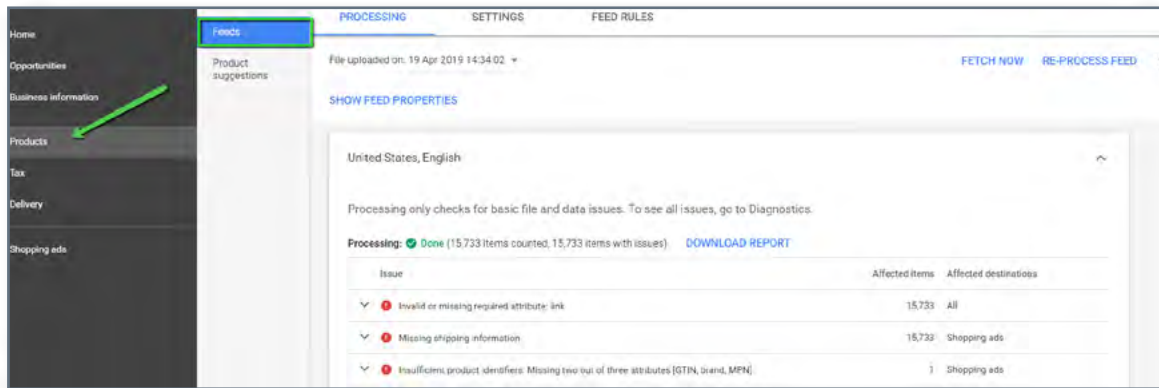 Home
Opportunities
Business information
Products
Tax
Delivery
Shopping ads
Feeds
Product
suggestions
PROCESSING SETTINGS FEED RULES
File uploaded on: 19 Apr 2019 14:34:02
FETCH NOW RE-PROCESS FEED
SHOW FEED PROPERTIES
United States, English
Processing only checks for basic file and data issues. To see all issues, go to Diagnostics.
Processing: Done (15,733 items counted, 15,733 items with issues) DOWNLOAD REPORT
Issue Affected items Affected destinations
Invalid or missing required attribute: link 15,733 All
Missing shipping information 15,733 Shopping ads
Insufficient product identifiers: Missing two out of three attributes [GTIN, brand, MPN] 1 Shopping ads